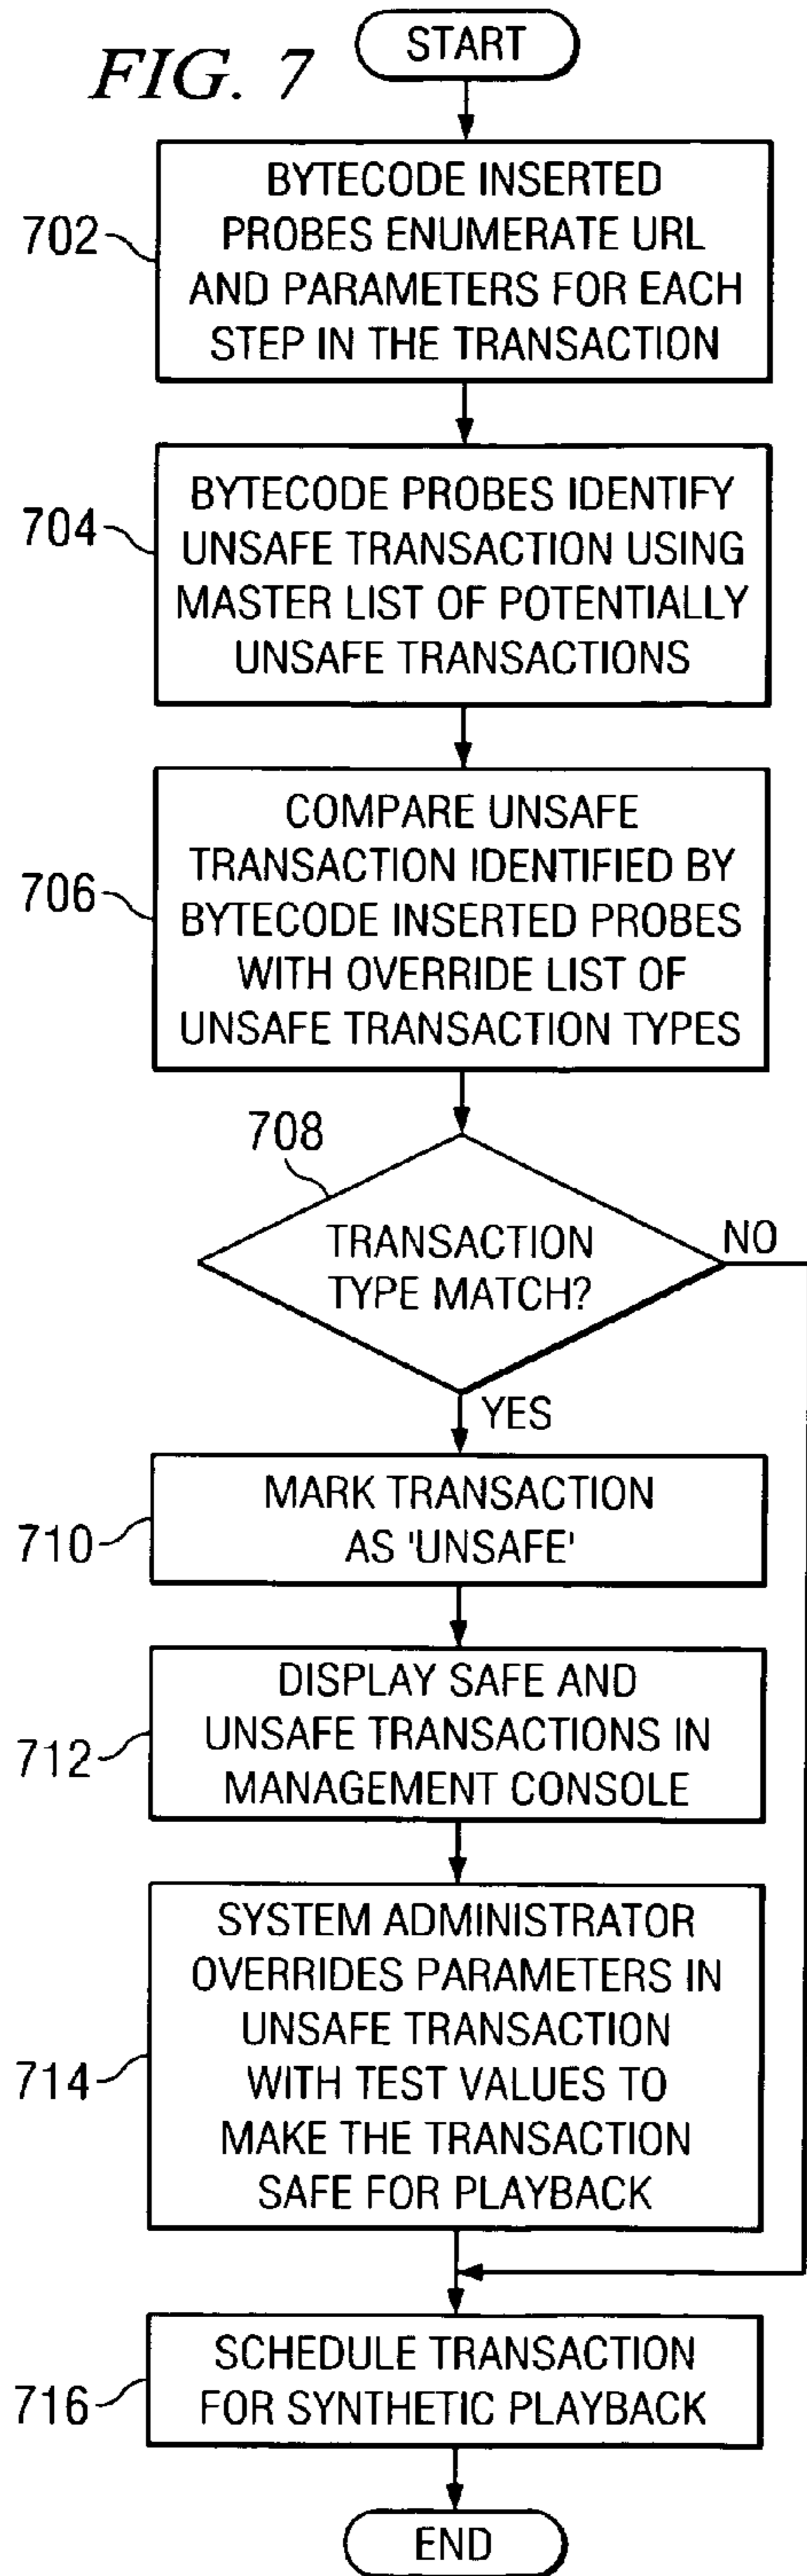 FIG. 7
START
702
BYTECODE INSERTED
PROBES ENUMERATE URL
AND PARAMETERS FOR EACH
STEP IN THE TRANSACTION
704
BYTECODE PROBES IDENTIFY
UNSAFE TRANSACTION USING
MASTER LIST OF POTENTIALLY
UNSAFE TRANSACTIONS
706
COMPARE UNSAFE
TRANSACTION IDENTIFIED BY
BYTECODE INSERTED PROBES
WITH OVERRIDE LIST OF
UNSAFE TRANSACTION TYPES
708
TRANSACTION
TYPE MATCH?
NO
YES
710
MARK TRANSACTION
AS 'UNSAFE'
712
DISPLAY SAFE AND
UNSAFE TRANSACTIONS IN
MANAGEMENT CONSOLE
714
SYSTEM ADMINISTRATOR
OVERRIDES PARAMETERS IN
UNSAFE TRANSACTION
WITH TEST VALUES TO
MAKE THE TRANSACTION
SAFE FOR PLAYBACK
716
SCHEDULE TRANSACTION
FOR SYNTHETIC PLAYBACK
END